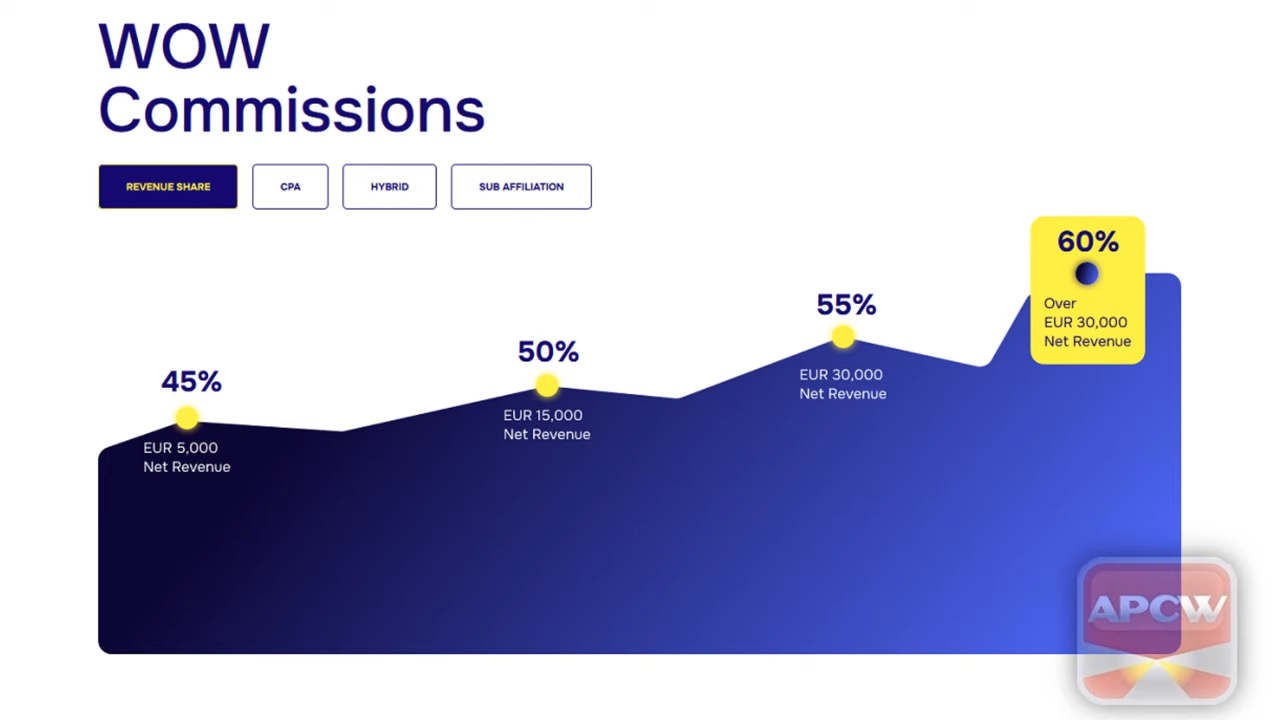 WOW
Commissions
REVENUE SHARE
CPA
HYBRID
SUB AFFILIATION
45%
EUR 5,000
Net Revenue
50%
EUR 15,000
Net Revenue
55%
EUR 30,000
Net Revenue
60%
Over
EUR 30,000
Net Revenue
APCW